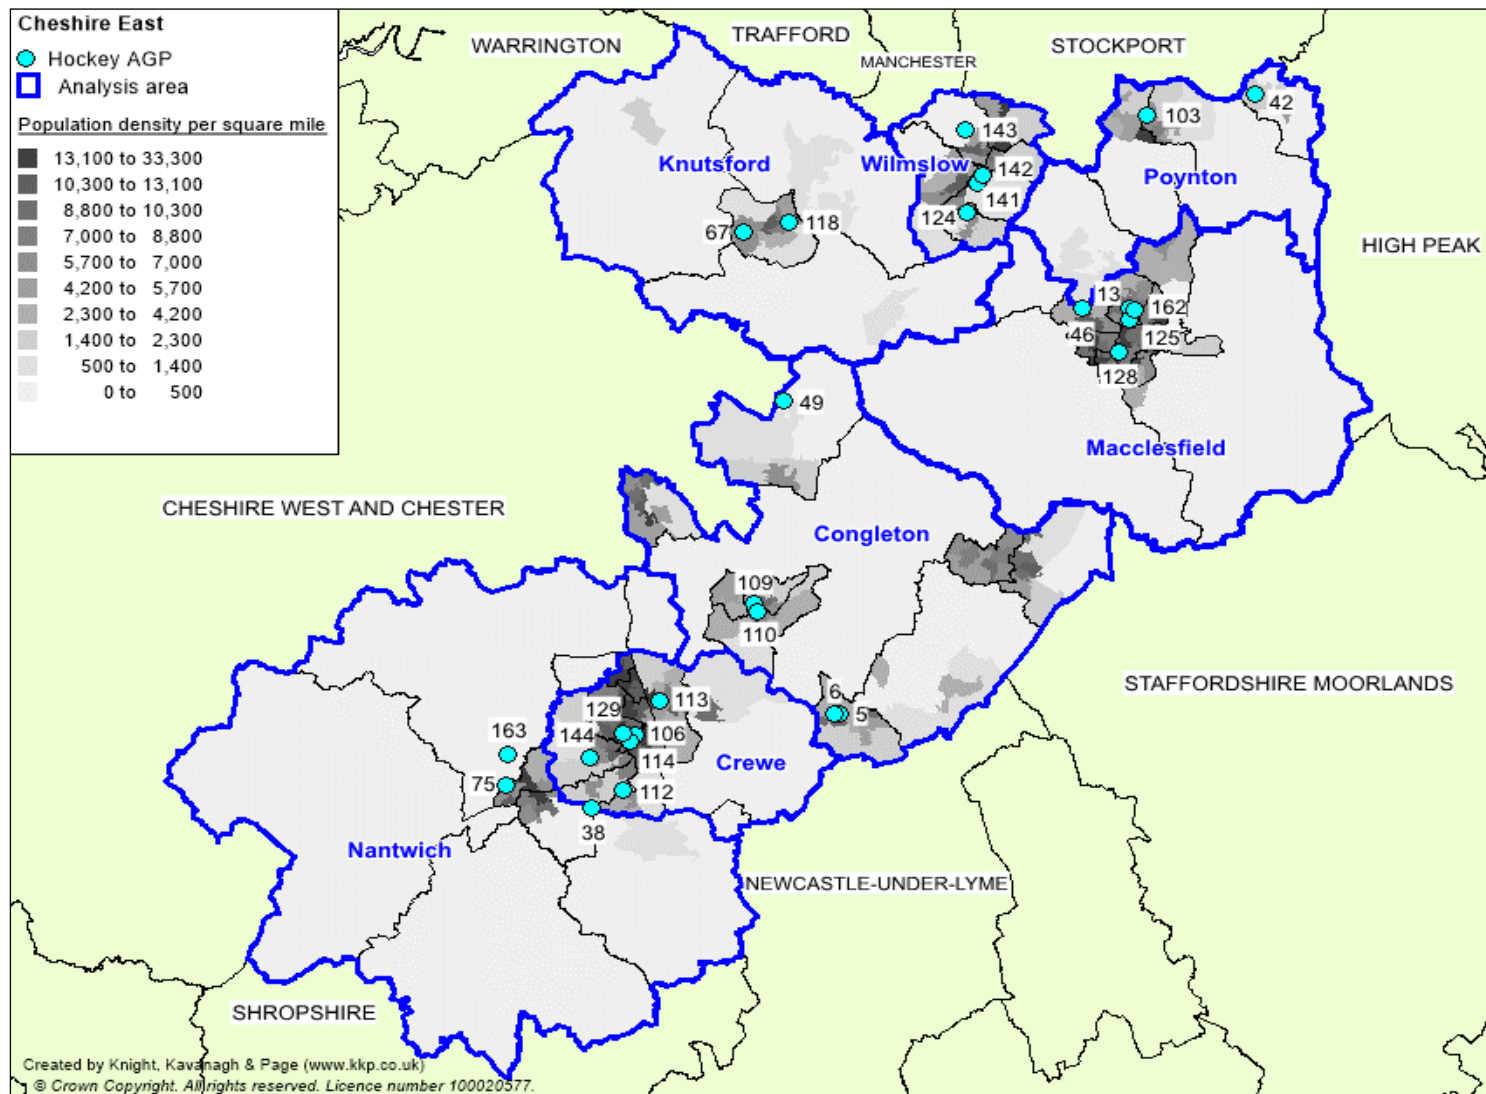 Cheshire East
Hockey AGP
Analysis area
Population density per square mile
13,100 to 33,300
10,300 to 13,100
8,800 to 10,300
7,000 to 8,800
5,700 to 7,000
4,200 to 5,700
2,300 to 4,200
1,400 to 2,300
500 to 1,400
0 to 500
WARRINGTON
TRAFFORD
MANCHESTER
STOCKPORT
42
103
143
Knutsford
Wilmslow
142
Poynton
141
124
118
67
HIGH PEAK
13
162
46
125
128
49
Macclesfield
CHESHIRE WEST AND CHESTER
Congleton
109
110
STAFFORDSHIRE MOORLANDS
6
5
113
129
106
163
144
114
Crewe
75
112
38
Nantwich
NEWCASTLE-UNDER-LYME
SHROPSHIRE
Created by Knight, Kavanagh & Page (www.kkp.co.uk)
© Crown Copyright. All rights reserved. Licence number 100020577.